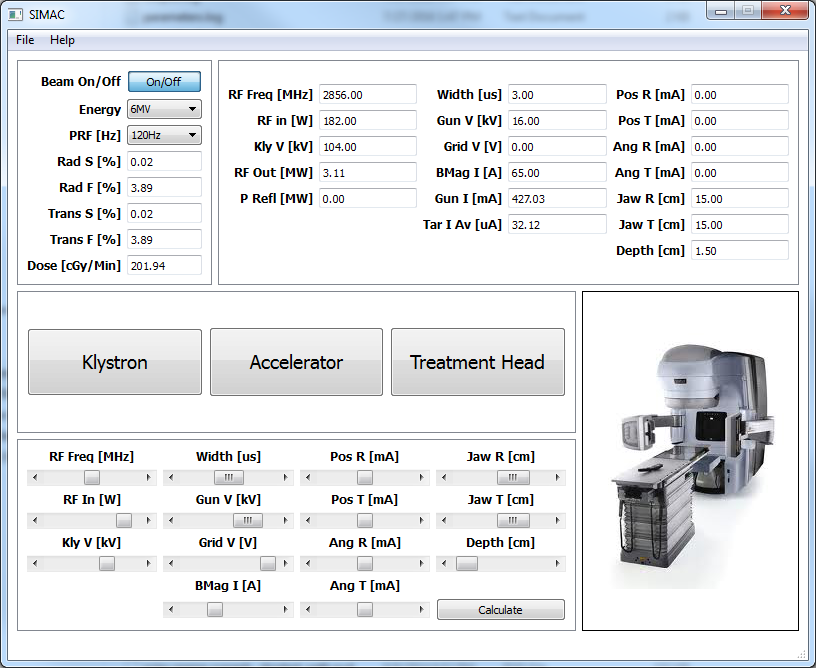 SIMAC
File Help
Beam On/Off On/Off
Energy 6MV
PRF [Hz] 120Hz
Rad S [%] 0.02
Rad F [%] 3.89
Trans S [%] 0.02
Trans F [%] 3.89
Dose [cGy/Min] 201.94
RF Freq [MHz] 2856.00
RF in [W] 182.00
Kly V [kV] 104.00
RF Out [MW] 3.11
P Refl [MW] 0.00
Width [us] 3.00
Gun V [kV] 16.00
Grid V [V] 0.00
BMag I [A] 65.00
Gun I [mA] 427.03
Tar I Av [uA] 32.12
Pos R [mA] 0.00
Pos T [mA] 0.00
Ang R [mA] 0.00
Ang T [mA] 0.00
Jaw R [cm] 15.00
Jaw T [cm] 15.00
Depth [cm] 1.50
Klystron Accelerator Treatment Head
RF Freq [MHz] Width [us] Pos R [mA] Jaw R [cm]
RF In [W] Gun V [kV] Pos T [mA] Jaw T [cm]
Kly V [kV] Grid V [V] Ang R [mA] Depth [cm]
BMag I [A] Ang T [mA]
Calculate